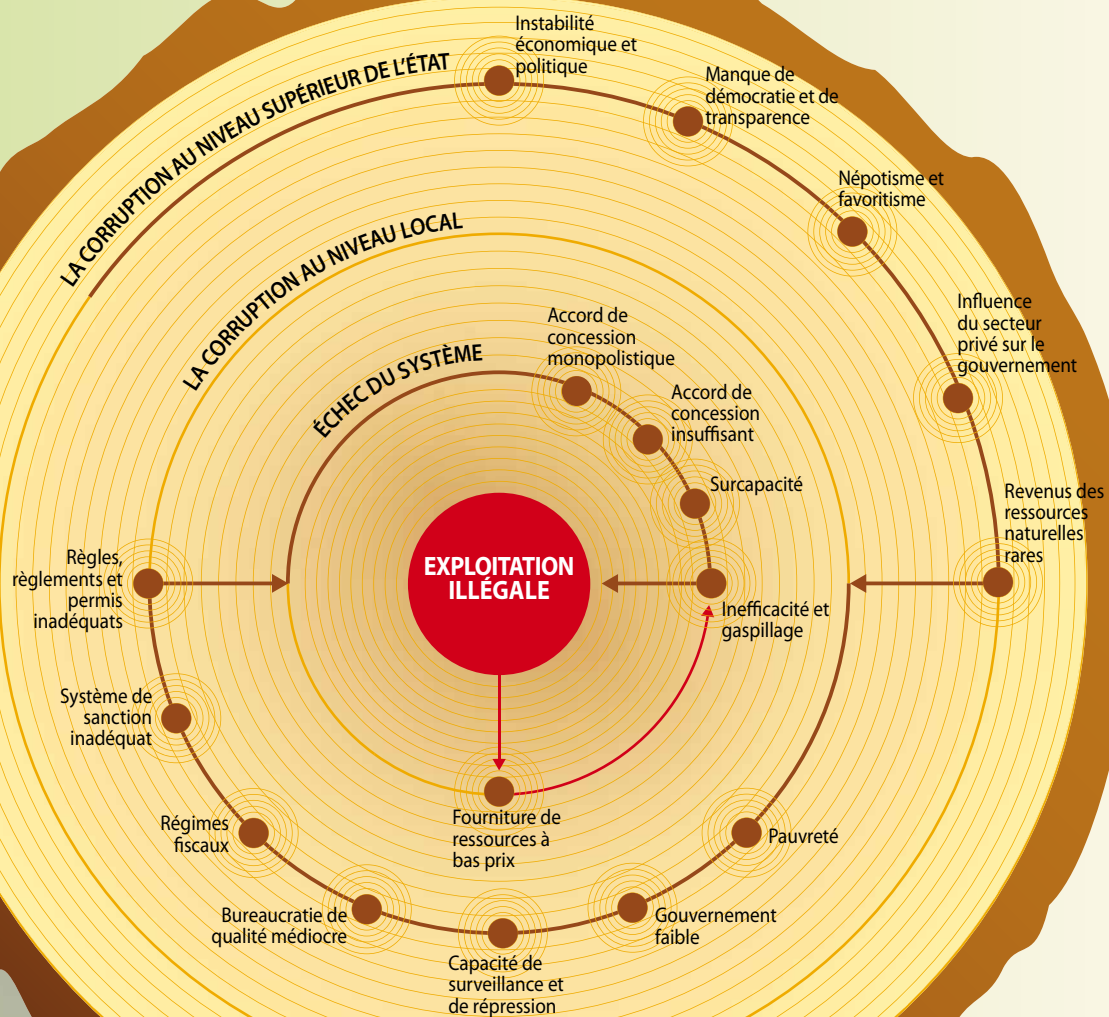 LA CORRUPTION AU NIVEAU SUPÉRIEUR DE L'ÉTAT
Instabilité
économique et
politique
Manque de
démocratie et de
transparence
Népotisme et
favoritisme
Influence
du secteur
privé sur le
gouvernement
Revenus des
ressources
naturelles
rares
LA CORRUPTION AU NIVEAU LOCAL
Pauvreté
Gouvernement
faible
Capacité de
surveillance et
de répression
Bureaucratie de
qualité médiocre
Régimes
fiscaux
Système de
sanction
inadéquat
Règles,
règlements et
permis
inadéquats
ÉCHEC DU SYSTÈME
Accord de
concession
monopolistique
Accord de
concession
insuffisant
Surcapacité
Inefficacité et
gaspillage
EXPLOITATION
ILLÉGALE
Fourniture de
ressources à
bas prix